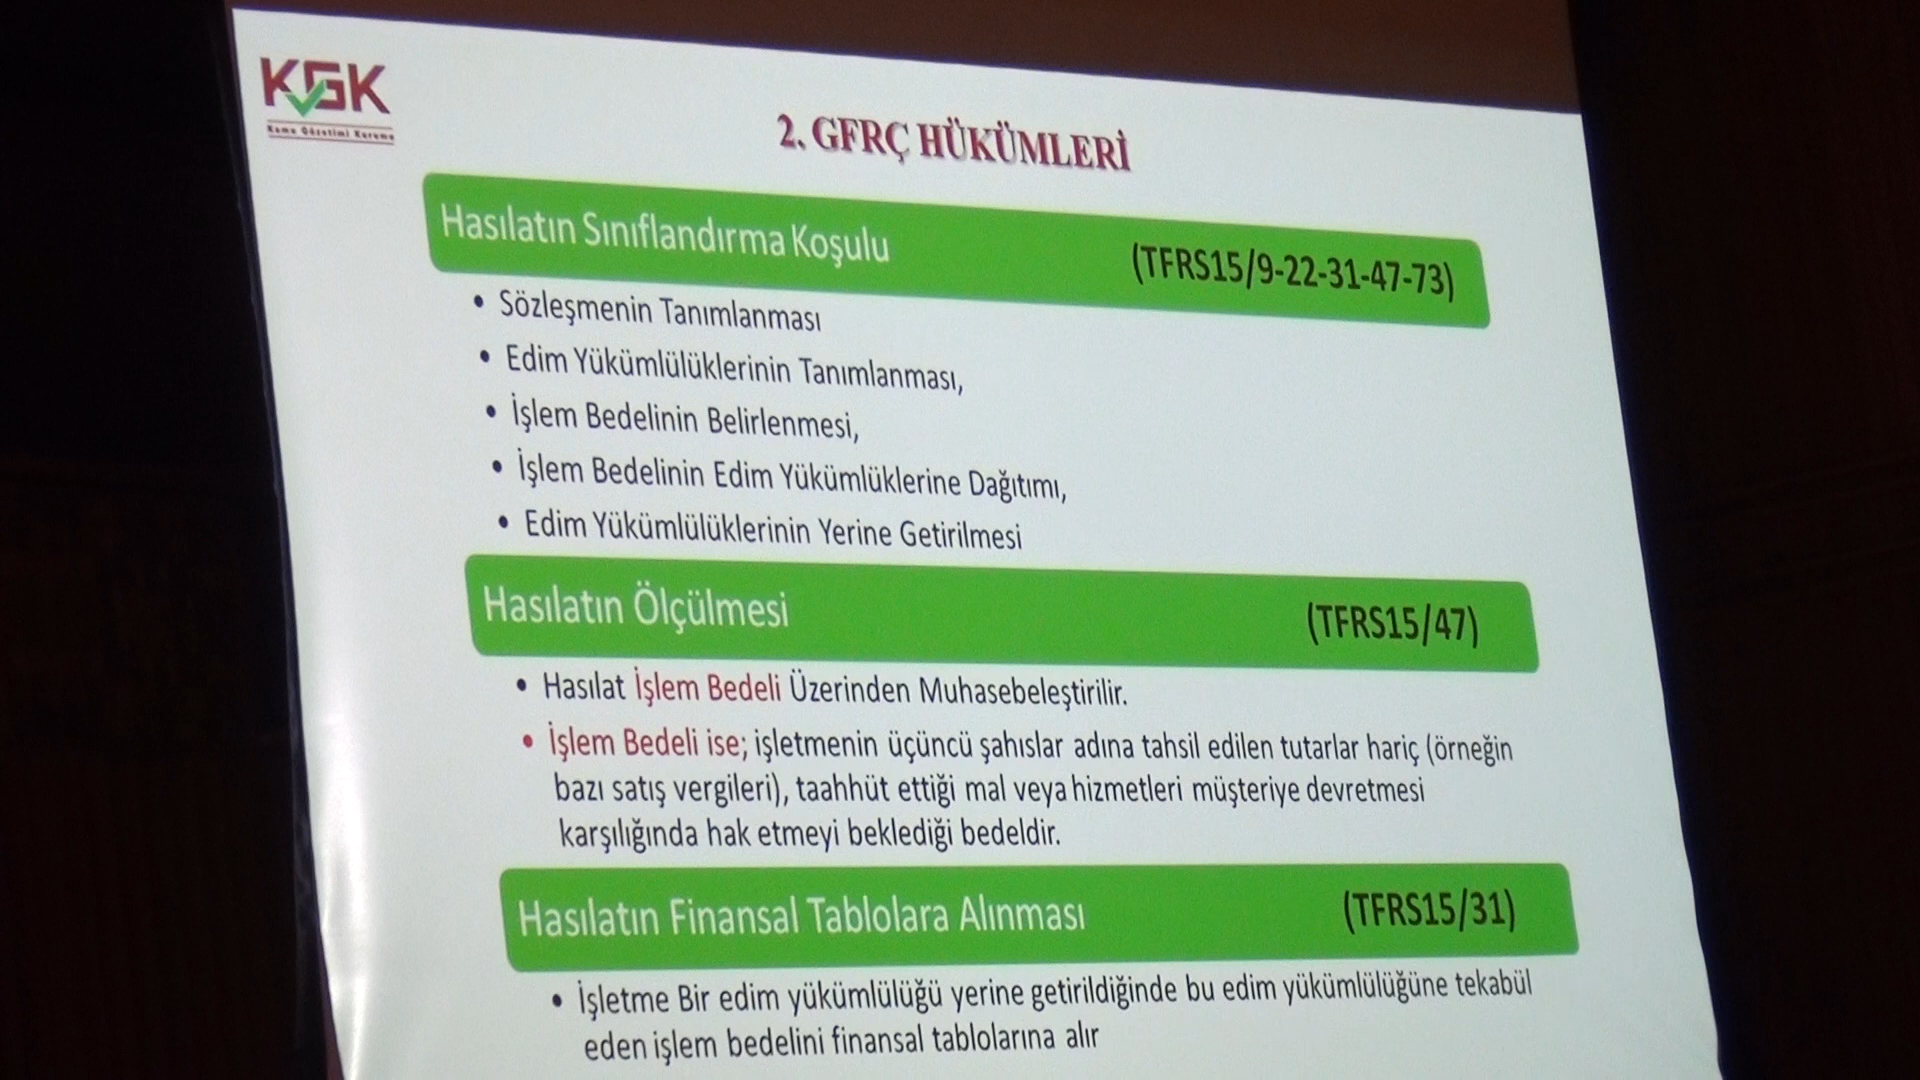 KGK
Kamu Gözetimi Kurumu
2. GFRÇ HÜKÜMLERİ
Hasılatın Sınıflandırma Koşulu (TFRS15/9-22-31-47-73)
• Sözleşmenin Tanımlanması
• Edim Yükümlülüklerinin Tanımlanması,
• İşlem Bedelinin Belirlenmesi,
• İşlem Bedelinin Edim Yükümlüklerine Dağıtımı,
• Edim Yükümlülüklerinin Yerine Getirilmesi
Hasılatın Ölçülmesi (TFRS15/47)
• Hasılat İşlem Bedeli Üzerinden Muhasebeleştirilir.
• İşlem Bedeli ise; işletmenin üçüncü şahıslar adına tahsil edilen tutarlar hariç (örneğin
bazı satış vergileri), taahhüt ettiği mal veya hizmetleri müşteriye devretmesi
karşılığında hak etmeyi beklediği bedeldir.
Hasılatın Finansal Tablolara Alınması (TFRS15/31)
• İşletme Bir edim yükümlülüğü yerine getirildiğinde bu edim yükümlülüğüne tekabül
eden işlem bedelini finansal tablolarına alır